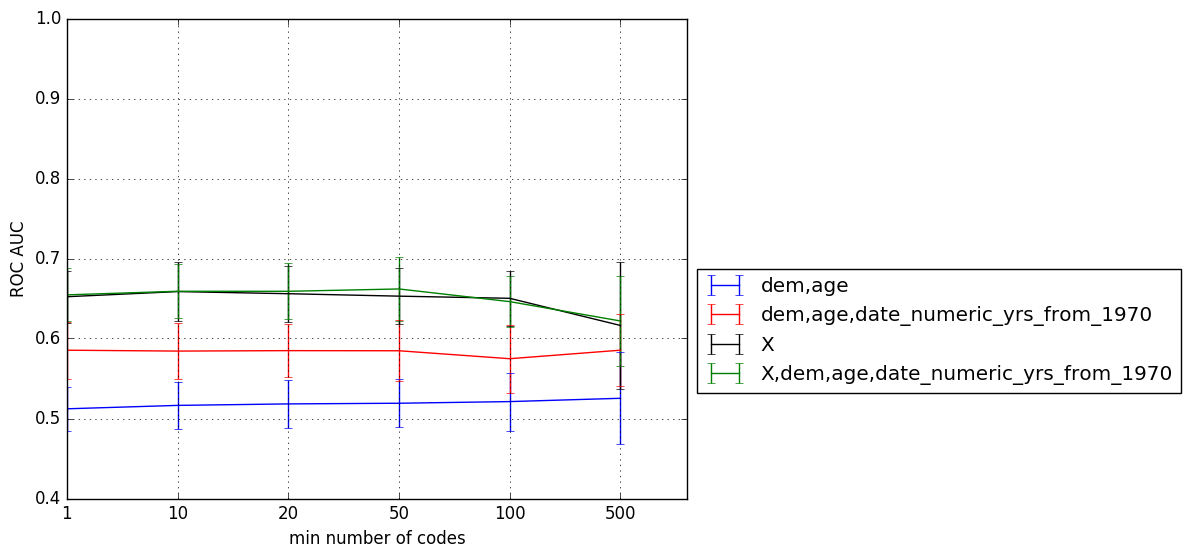 1.0
0.9
0.8
0.7
0.6
0.5
0.4
ROC AUC
1 10 20 50 100 500
min number of codes
dem,age
dem,age,date_numeric_yrs_from_1970
X
X,dem,age,date_numeric_yrs_from_1970